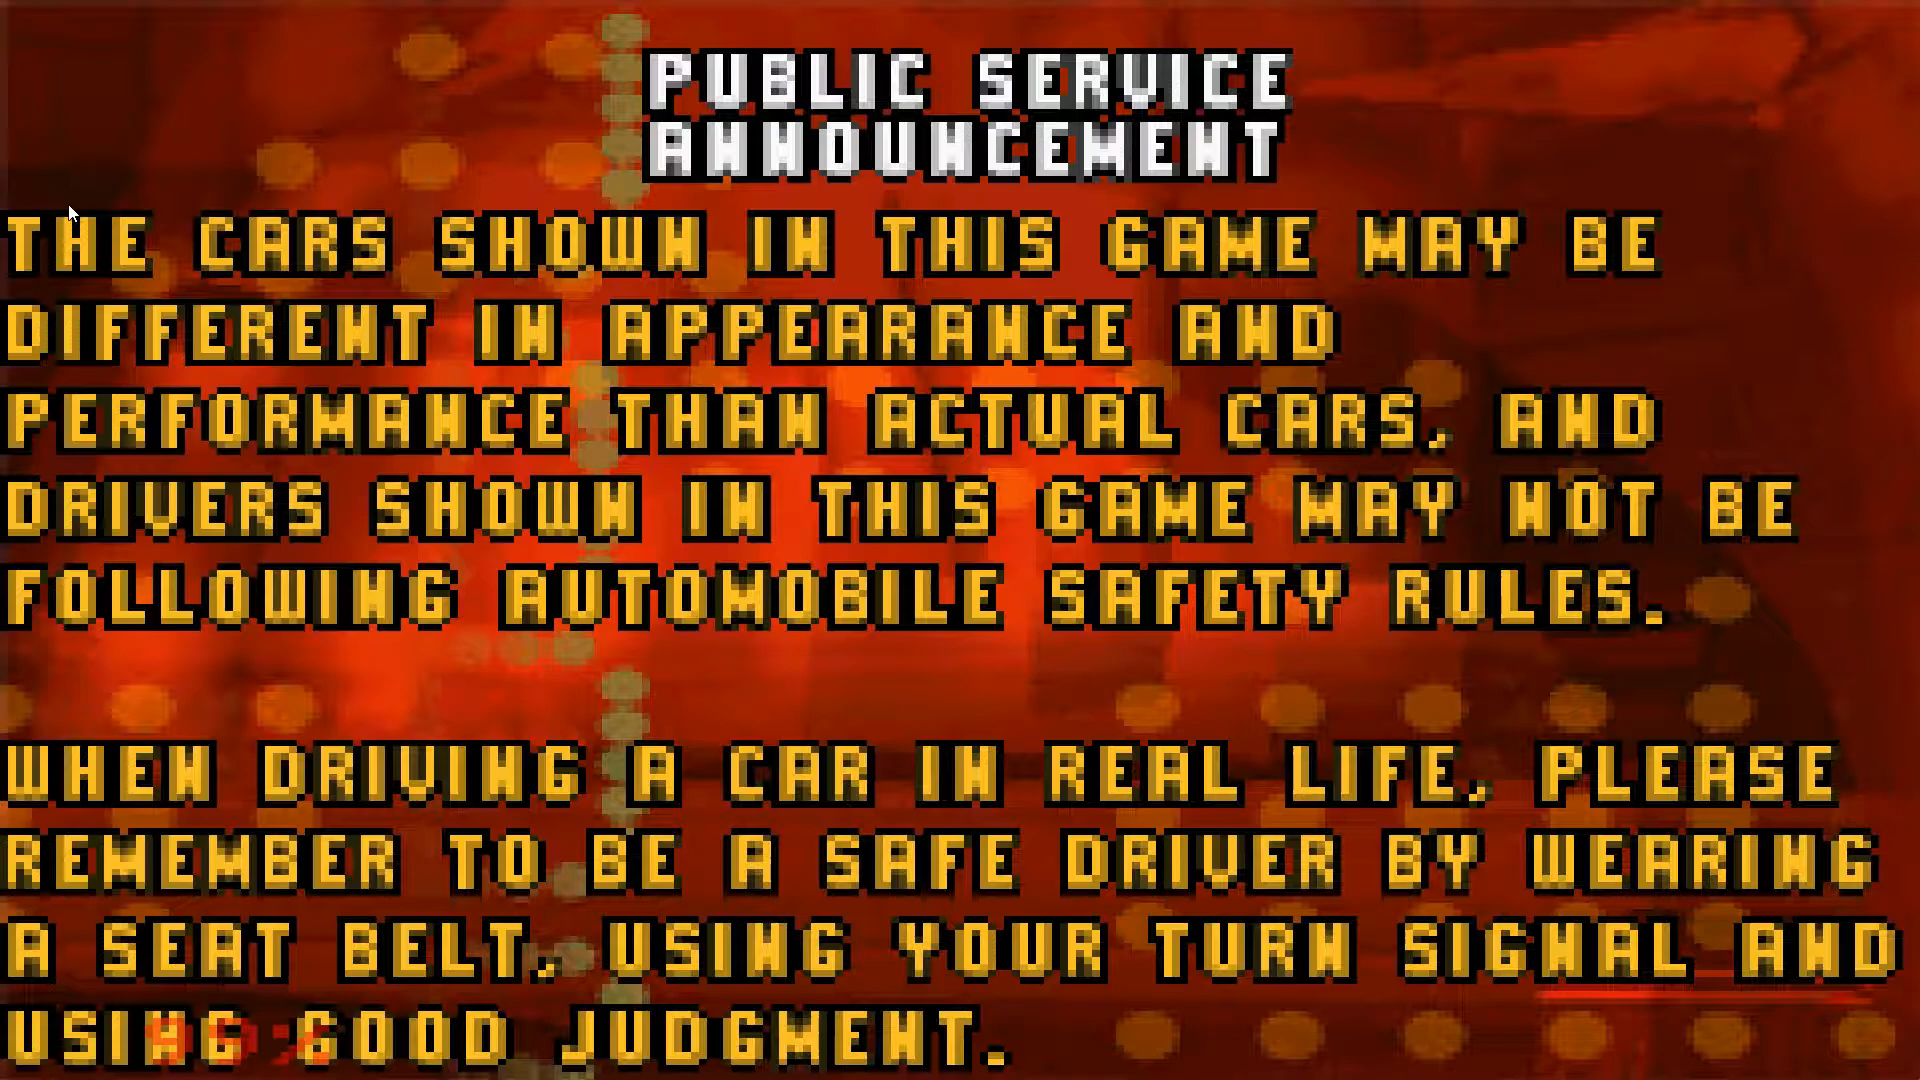 PUBLIC SERVICE
ANNOUNCEMENT
THE CARS SHOWN IN THIS GAME MAY BE
DIFFERENT IN APPEARANCE AND
PERFORMANCE THAN ACTUAL CARS, AND
DRIVERS SHOWN IN THIS GAME MAY NOT BE
FOLLOWING AUTOMOBILE SAFETY RULES.
WHEN DRIVING A CAR IN REAL LIFE, PLEASE
REMEMBER TO BE A SAFE DRIVER BY WEARING
A SEAT BELT, USING YOUR TURN SIGNAL AND
USING GOOD JUDGMENT.